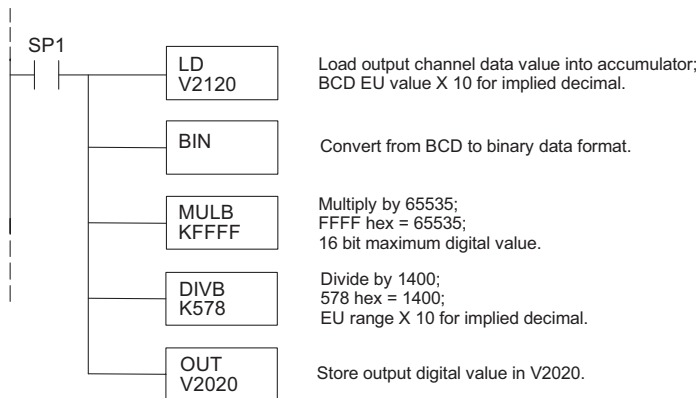 SP1
LD
V2120
Load output channel data value into accumulator;
BCD EU value X 10 for implied decimal.
BIN
Convert from BCD to binary data format.
MULB
KFFFF
Multiply by 65535;
FFFF hex = 65535;
16 bit maximum digital value.
DIVB
K578
Divide by 1400;
578 hex = 1400;
EU range X 10 for implied decimal.
OUT
V2020
Store output digital value in V2020.